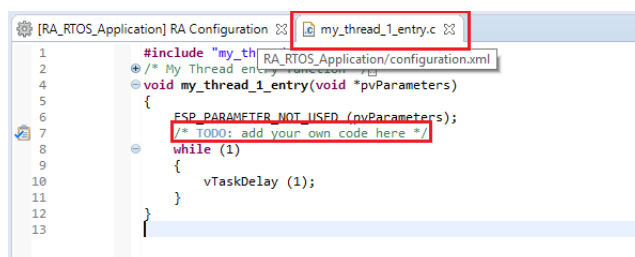 [RA_RTOS_Application] RA Configuration
my_thread_1_entry.c
1 #include "my_th
RA_RTOS_Application/configuration.xml
2 /* My Thread entry function */
4 void my_thread_1_entry(void *pvParameters)
5 {
6 FSP_PARAMETER_NOT_USED (pvParameters);
7 /* TODO: add your own code here */
8 while (1)
9 {
10 vTaskDelay (1);
11 }
12 }
13